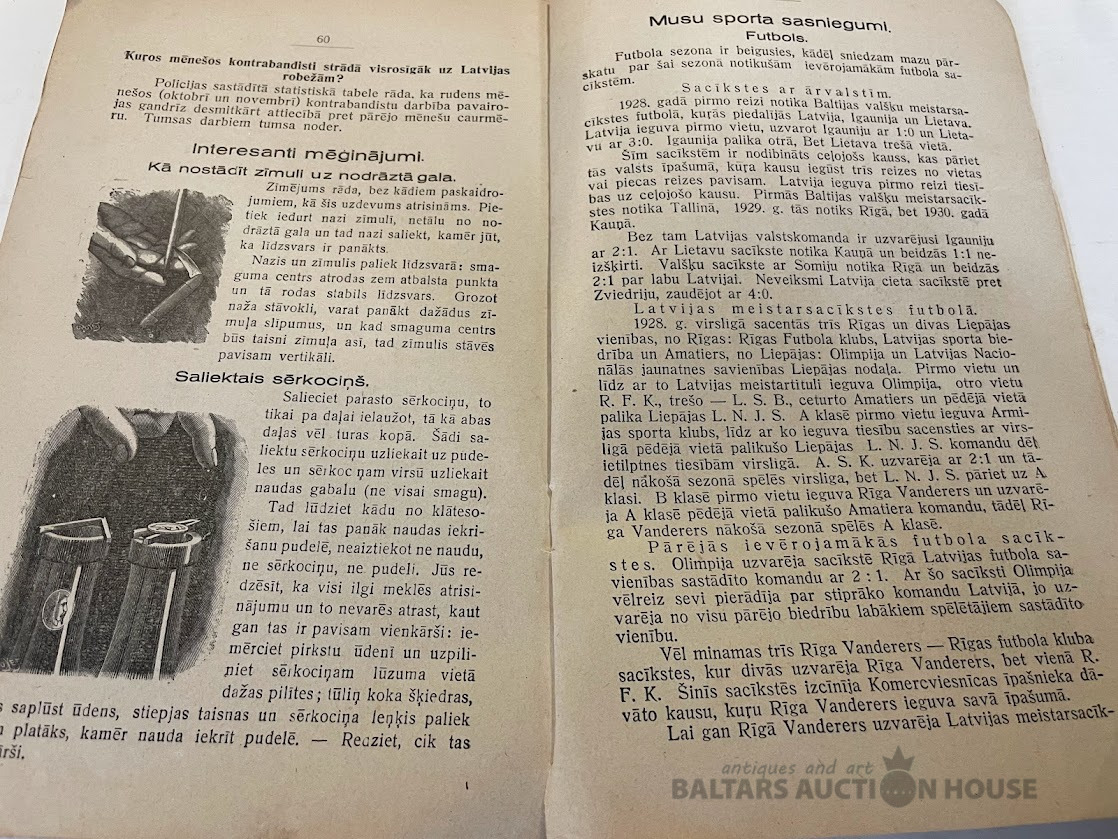 60
Kuros mēnešos kontrabandisti strādā visrosīgāk uz Latvijas
robežām?
Policijas sastādītā statistiskā tabele rāda, ka rudens mē-
nešos (oktobrī un novembrī) kontrabandistu darbība pavairo-
jas gandrīz desmitkārt attiecībā pret pārējo mēnešu caurmē-
ru. Tumsas darbiem tumsa noder.
Interesanti mēģinājumi.
Kā nostādīt zīmuli uz nodrāztā gala.
Zimējums rāda, bez kādiem paskaidro-
jumiem, kā šis uzdevums atrisināms. Pie-
tiek iedurt nazi zīmulī, netālu no no-
drāztā gala un tad nazi saliekt, kamēr jūt,
ka līdzsvars ir panākts.
Nazis un zīmulis paliek līdzsvarā: sma-
guma centrs atrodas zem atbalsta punkta
un tā rodas stabils līdzsvars. Grozot
naža stāvokli, varat panākt dažādus zī-
muļa slīpumus, un kad smaguma centrs
būs taisni zīmuļa asī, tad zīmulis stāvēs
pavisam vertikāli.
Saliektais sērkociņš.
Salieciet parasto sērkociņu, to
tikai pa daļai ielaužot, tā kā abas
daļas vēl turas kopā. Šādi sa-
liektu sērkociņu uzliekait uz pude-
les un sērkoc ņam virsū uzliekait
naudas gabalu (ne visai smagu).
Tad lūdziet kādu no klāteso-
šiem, lai tas panāk naudas iekri-
šanu pudelē, neaiztiekot ne naudu,
ne sērkociņu, ne pudeli. Jūs re-
dzēsīt, ka visi ilgi meklēs atrisi-
nājumu un to nevarēs atrast, kaut
gan tas ir pavisam vienkārši: ie-
mērciet pirkstu ūdenī un uzpili-
niet sērkociņam lūzuma vietā
dažas pilītes; tūliņ koka šķiedras,
saplūst ūdens, stiepjas taisnas un sērkociņa leņķis paliek
platāks, kamēr nauda iekrīt pudelē. — Redziet, cik tas
Musu sporta sasniegumi.
Futbols.
Futbola sezona ir beigusies, kādēļ sniedzam mazu pār-
skatu par šai sezonā notikušām ievērojamākām futbola sa-
cīkstēm.
Sacīkstes ar ārvalstīm.
1928. gadā pirmo reizi notika Baltijas valšķu meistarsa-
cīkstes futbolā, kurās piedalījās Latvija, Igaunija un Lietava.
Latvija ieguva pirmo vietu, uzvarot Igauniju ar 1:0 un Lieta-
vu ar 3:0. Igaunija palika otrā, Bet Lietava trešā vietā.
Šīm sacīkstēm ir nodibināts ceļojošs kauss, kas pāriet
tās valsts īpašumā, kura kausu iegūst trīs reizes no vietas
vai piecas reizes pavisam. Latvija ieguva pirmo reizi tiesī-
bas uz ceļojošo kausu. Pirmās Baltijas valšķu meistarsacīk-
stes notika Tallinā, 1929. g. tās notiks Rīgā, bet 1930. gadā
Kauņā.
Bez tam Latvijas valstskomanda ir uzvarējusi Igauniju
ar 2:1. Ar Lietavu sacīkste notika Kauņā un beidzās 1:1 ne-
izšķirti. Valšķu sacīkste ar Somiju notika Rīgā un beidzās
2:1 par labu Latvijai. Neveiksmi Latvija cieta sacīkstē pret
Zviedriju, zaudējot ar 4:0.
Latvijas meistarsacīkstes futbolā.
1928. g. virslīgā sacentās trīs Rīgas un divas Liepājas
vienības, no Rīgas: Rīgas Futbola klubs, Latvijas sporta bie-
drība un Amatiers, no Liepājas: Olimpija un Latvijas Nacio-
nālās jaunatnes savienības Liepājas nodaļa. Pirmo vietu un
līdz ar to Latvijas meistartituli ieguva Olimpija, otro vietu
R. F. K., trešo — L. S. B., ceturto Amatiers un pēdējā vietā
palika Liepājas L. N. J. S. A klasē pirmo vietu ieguva Armi-
jas sporta klubs, līdz ar ko ieguva tiesību sacensties ar virs-
līgā pēdējā vietā palikušo Liepājas L. N. J. S. komandu dēļ
ietilptnes tiesībām virslīgā. A. S. K. uzvarēja ar 2:1 un tā-
dēļ nākošā sezonā spēlēs virslīga, bet L. N. J. S. pāriet uz A
klasi. B klasē pirmo vietu ieguva Rīga Vanderers un uzvarē-
ja A klasē pēdējā vietā palikušo Amatiera komandu, tādēļ Rī-
ga Vanderers nākošā sezonā spēlēs A klasē.
Pārējās ievērojamākās futbola sacīk-
stes. Olimpija uzvarēja sacīkstē Rīgā Latvijas futbola sa-
vienības sastādīto komandu ar 2 : 1. Ar šo sacīksti Olimpija
vēlreiz sevi pierādīja par stiprāko komandu Latvijā, jo uz-
varēja no visu pārējo biedrību labākiem spēlētājiem sastādīto
vienību.
Vēl minamas trīs Rīga Vanderers — Rīgas futbola kluba
sacīkstes, kur divās uzvarēja Rīga Vanderers, bet vienā R.
F. K. Šinīs sacīkstēs izcīnīja Komercviesnīcas īpašnieka dā-
vāto kausu, kuru Rīga Vanderers ieguva savā īpašumā.
Lai gan Rīgā Vanderers uzvarēja Latvijas meistarsacīk-
antiques and art
BALTARS AUCTION HOUSE